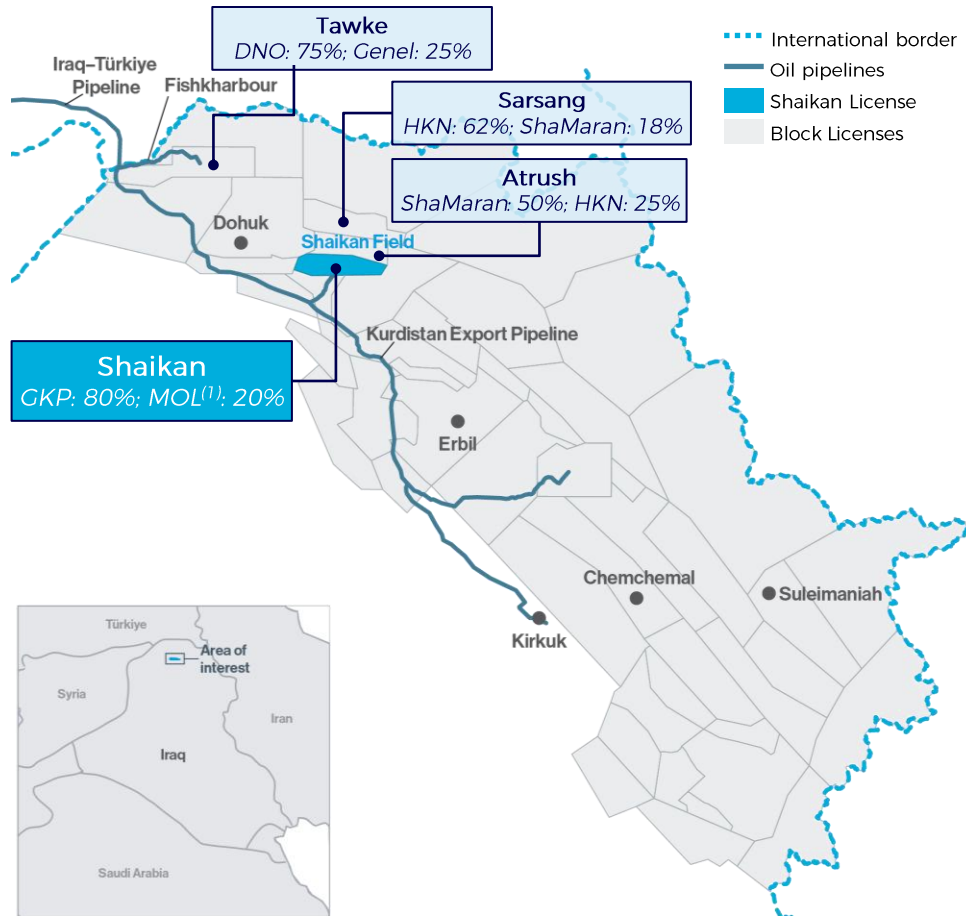 Tawke
DNO: 75%; Genel: 25%
International border
Oil pipelines
Shaikan License
Block Licenses
Iraq–Türkiye
Pipeline
Fishkharbour
Sarsang
HKN: 62%; ShaMaran: 18%
Atrush
ShaMaran: 50%; HKN: 25%
Dohuk
Shaikan Field
Kurdistan Export Pipeline
Shaikan
GKP: 80%; MOL(1): 20%
Erbil
Chemchemal
Suleimaniah
Kirkuk
Türkiye
Area of
interest
Syria
Iran
Iraq
Saudi Arabia